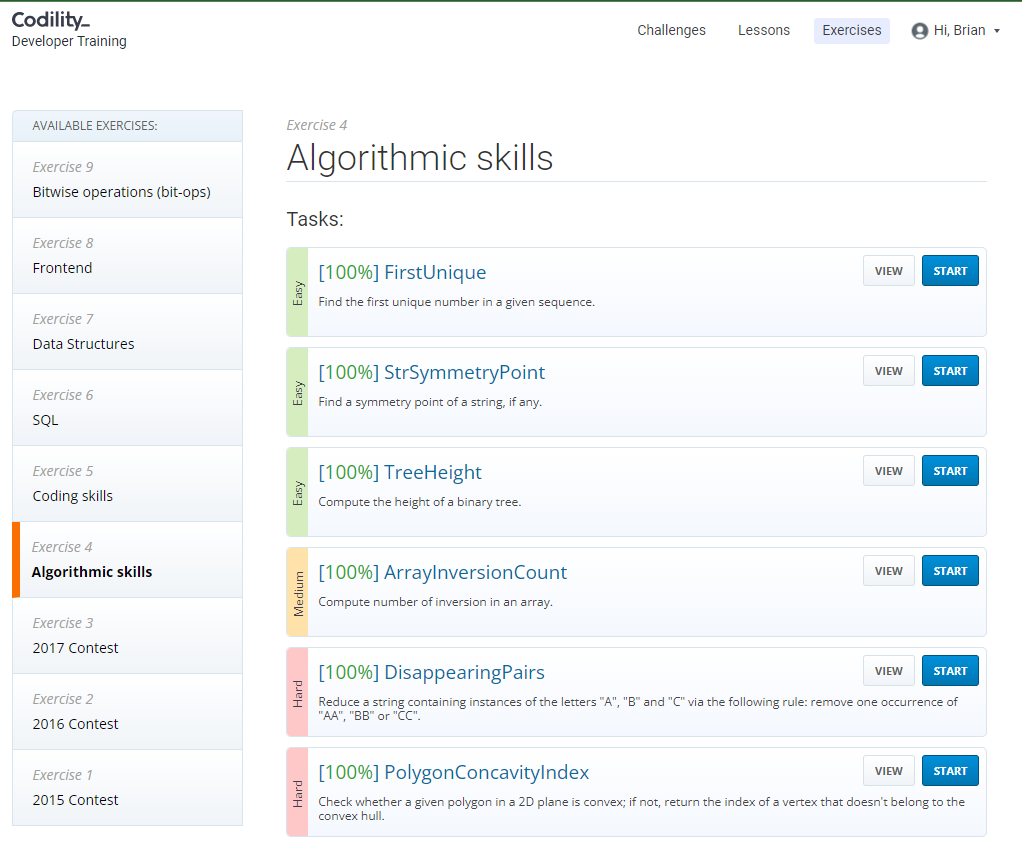 Codility_
Developer Training
Challenges Lessons Exercises Hi, Brian
AVAILABLE EXERCISES:
Exercise 9
Bitwise operations (bit-ops)
Exercise 8
Frontend
Exercise 7
Data Structures
Exercise 6
SQL
Exercise 5
Coding skills
Exercise 4
Algorithmic skills
Exercise 3
2017 Contest
Exercise 2
2016 Contest
Exercise 1
2015 Contest
Exercise 4
Algorithmic skills
Tasks:
Easy
[100%] FirstUnique
VIEW START
Find the first unique number in a given sequence.
Easy
[100%] StrSymmetryPoint
VIEW START
Find a symmetry point of a string, if any.
Easy
[100%] TreeHeight
VIEW START
Compute the height of a binary tree.
Medium
[100%] ArrayInversionCount
VIEW START
Compute number of inversion in an array.
Hard
[100%] DisappearingPairs
VIEW START
Reduce a string containing instances of the letters "A", "B" and "C" via the following rule: remove one occurrence of
"AA", "BB" or "CC".
Hard
[100%] PolygonConcavityIndex
VIEW START
Check whether a given polygon in a 2D plane is convex; if not, return the index of a vertex that doesn't belong to the
convex hull.